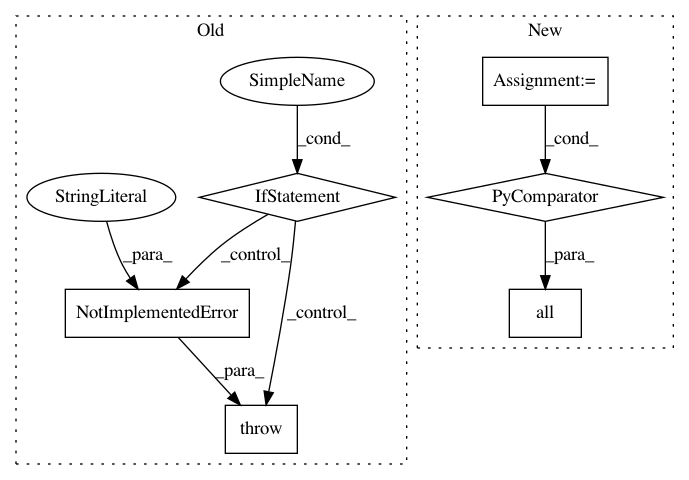 Old
New
SimpleName
Assignment:=
_cond_
_cond_
StringLiteral
IfStatement
PyComparator
_para_
_control_
_control_
_para_
NotImplementedError
all
_para_
throw